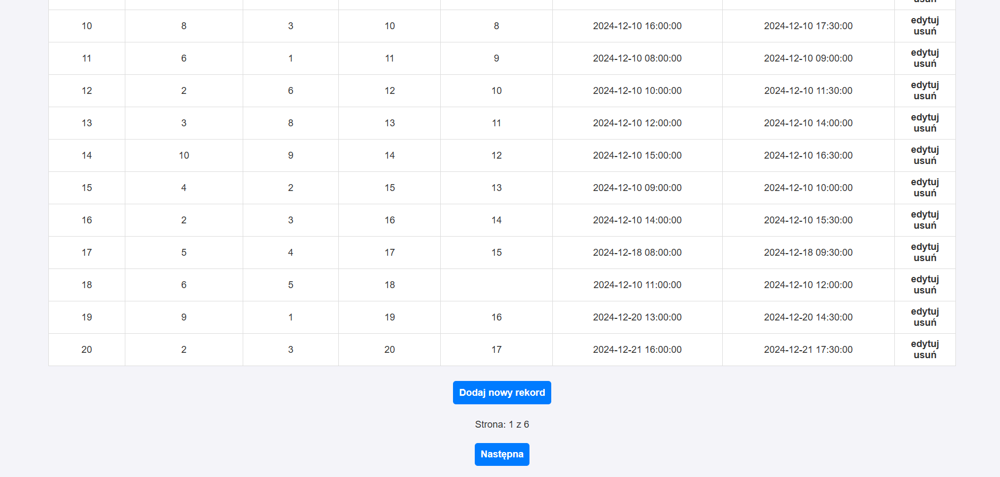 usuń
10 8 3 10 8 2024-12-10 16:00:00 2024-12-10 17:30:00 edytuj
usuń
11 6 1 11 9 2024-12-10 08:00:00 2024-12-10 09:00:00 edytuj
usuń
12 2 6 12 10 2024-12-10 10:00:00 2024-12-10 11:30:00 edytuj
usuń
13 3 8 13 11 2024-12-10 12:00:00 2024-12-10 14:00:00 edytuj
usuń
14 10 9 14 12 2024-12-10 15:00:00 2024-12-10 16:30:00 edytuj
usuń
15 4 2 15 13 2024-12-10 09:00:00 2024-12-10 10:00:00 edytuj
usuń
16 2 3 16 14 2024-12-10 14:00:00 2024-12-10 15:30:00 edytuj
usuń
17 5 4 17 15 2024-12-18 08:00:00 2024-12-18 09:30:00 edytuj
usuń
18 6 5 18 2024-12-10 11:00:00 2024-12-10 12:00:00 edytuj
usuń
19 9 1 19 16 2024-12-20 13:00:00 2024-12-20 14:30:00 edytuj
usuń
20 2 3 20 17 2024-12-21 16:00:00 2024-12-21 17:30:00 edytuj
usuń
Dodaj nowy rekord
Strona: 1 z 6
Następna